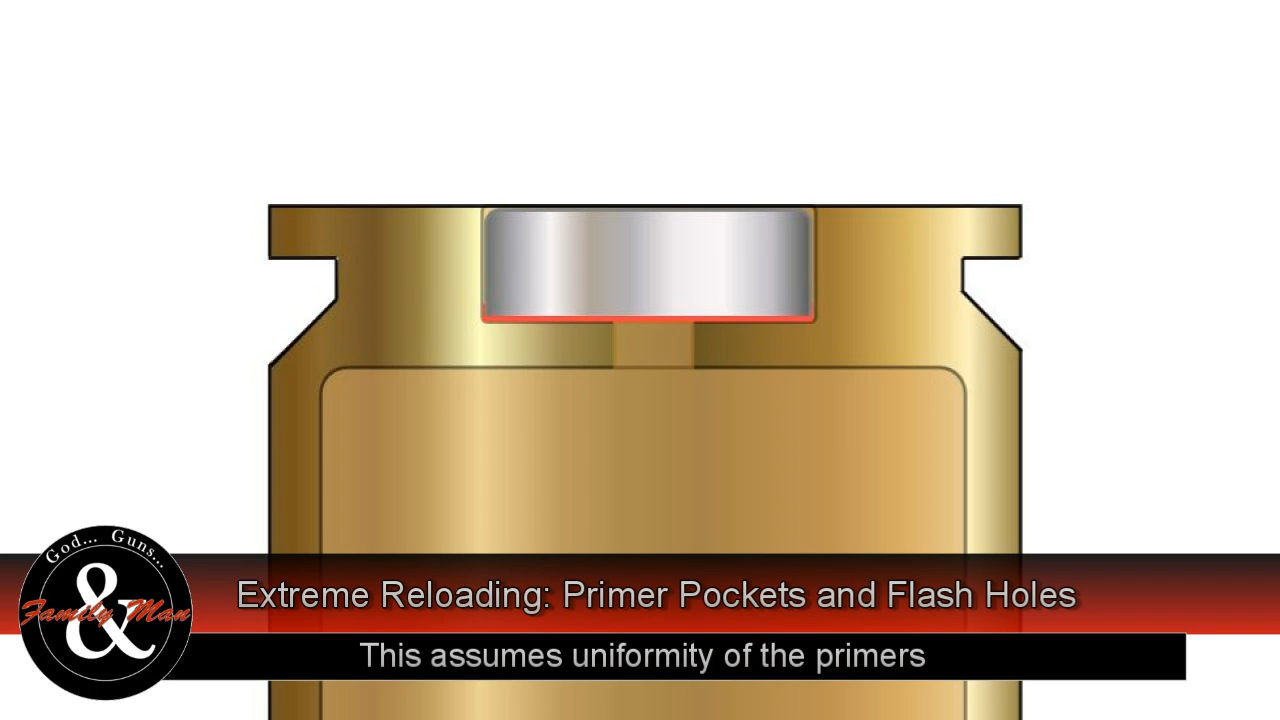 God... Guns...
&
Family Man
Extreme Reloading: Primer Pockets and Flash Holes
This assumes uniformity of the primers